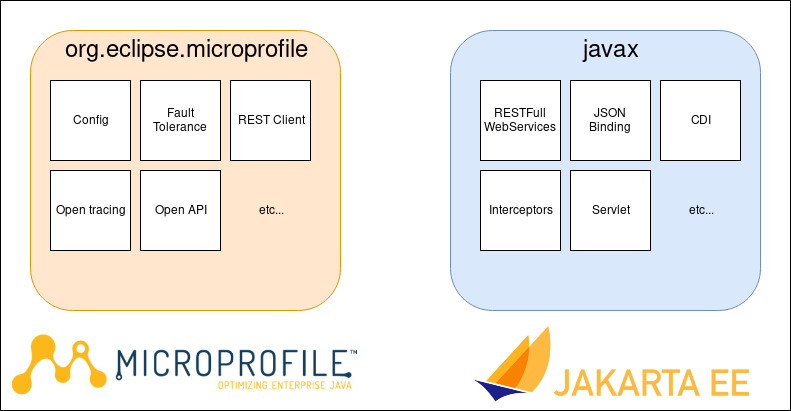 org.eclipse.microprofile
Config
Fault
Tolerance
REST Client
Open tracing
Open API
etc...
javax
RESTFull
WebServices
JSON
Binding
CDI
Interceptors
Servlet
etc...
MICROPROFILE™
OPTIMIZING ENTERPRISE JAVA
JAKARTA EE